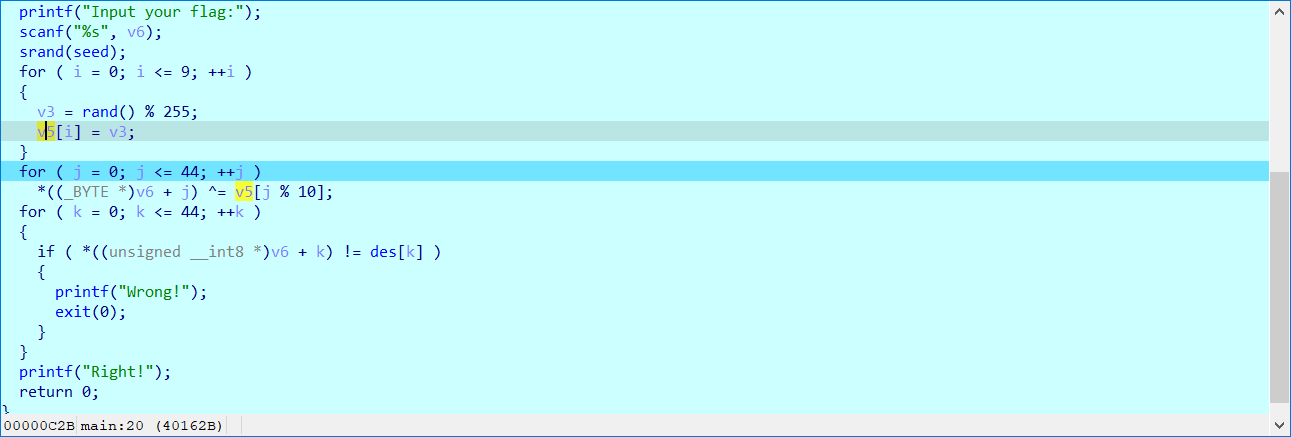 printf("Input your flag:");
scanf("%s", v6);
srand(seed);
for ( i = 0; i <= 9; ++i )
{
v3 = rand() % 255;
v5[i] = v3;
}
for ( j = 0; j <= 44; ++j )
*((_BYTE *)v6 + j) ^= v5[j % 10];
for ( k = 0; k <= 44; ++k )
{
if ( *((unsigned __int8 *)v6 + k) != des[k] )
{
printf("Wrong!");
exit(0);
}
}
printf("Right!");
return 0;
}
00000C2B main:20 (40162B)